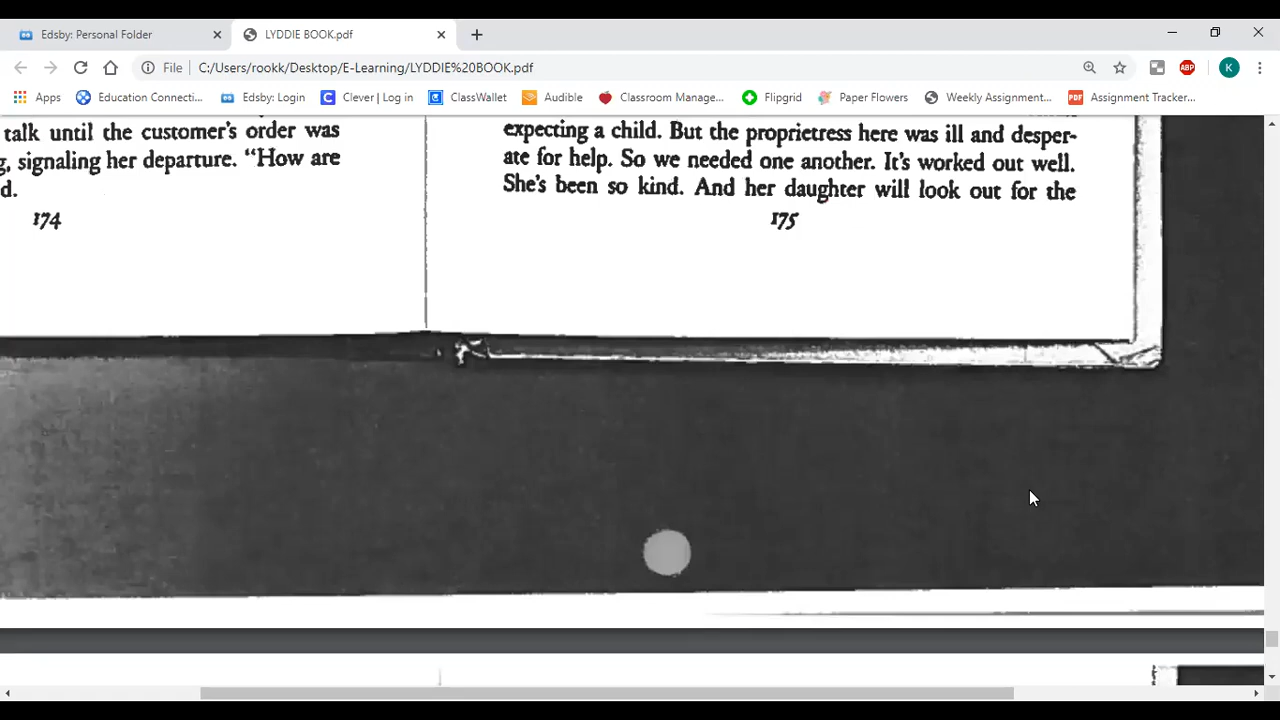 Edsby: Personal Folder
LYDDIE BOOK.pdf
File
C:/Users/rookk/Desktop/E-Learning/LYDDIE%20BOOK.pdf
ABP
K
Apps
Education Connecti...
Edsby: Login
Clever | Log in
ClassWallet
Audible
Classroom Manage...
Flipgrid
Paper Flowers
Weekly Assignment...
PDF
Assignment Tracker...
talk until the customer's order was
g, signaling her departure. "How are
d.
174
expecting a child. But the proprietress here was ill and desper-
ate for help. So we needed one another. It's worked out well.
She's been so kind. And her daughter will look out for the
175